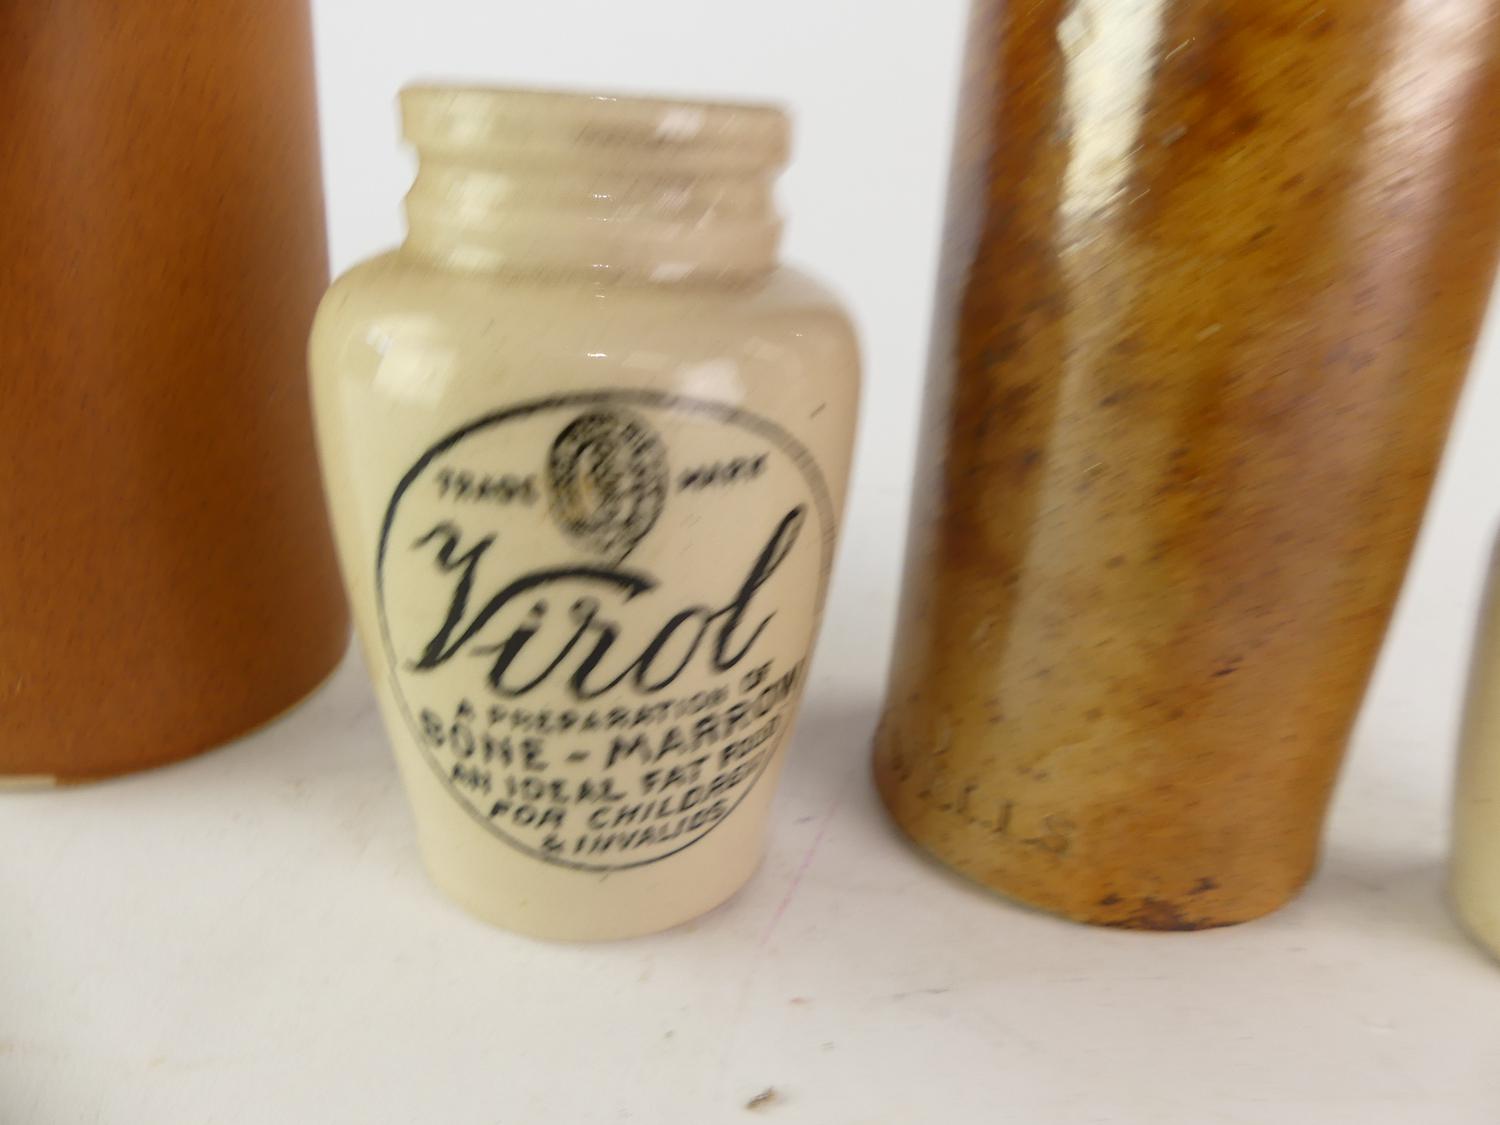 TRADE MARK
Virol
A PREPARATION OF
BONE - MARROW
AN IDEAL FAT FOOD
FOR CHILDREN
& INVALIDS